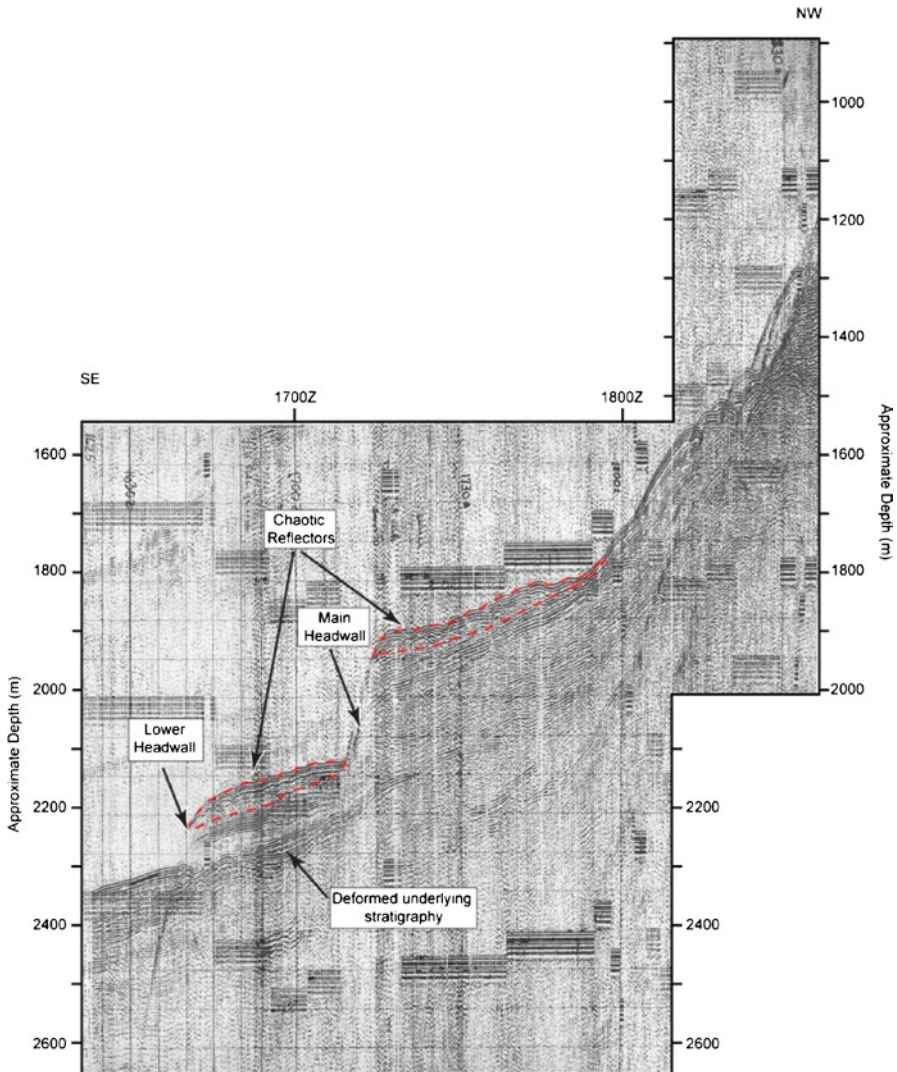 NW
1000
1200
1400
1600
1800
2000
Approximate Depth (m)
SE
1700Z
1800Z
1600
1800
2000
2200
2400
2600
Approximate Depth (m)
2200
2400
2600
Chaotic
Reflectors
Main
Headwall
Lower
Headwall
Deformed underlying
stratigraphy